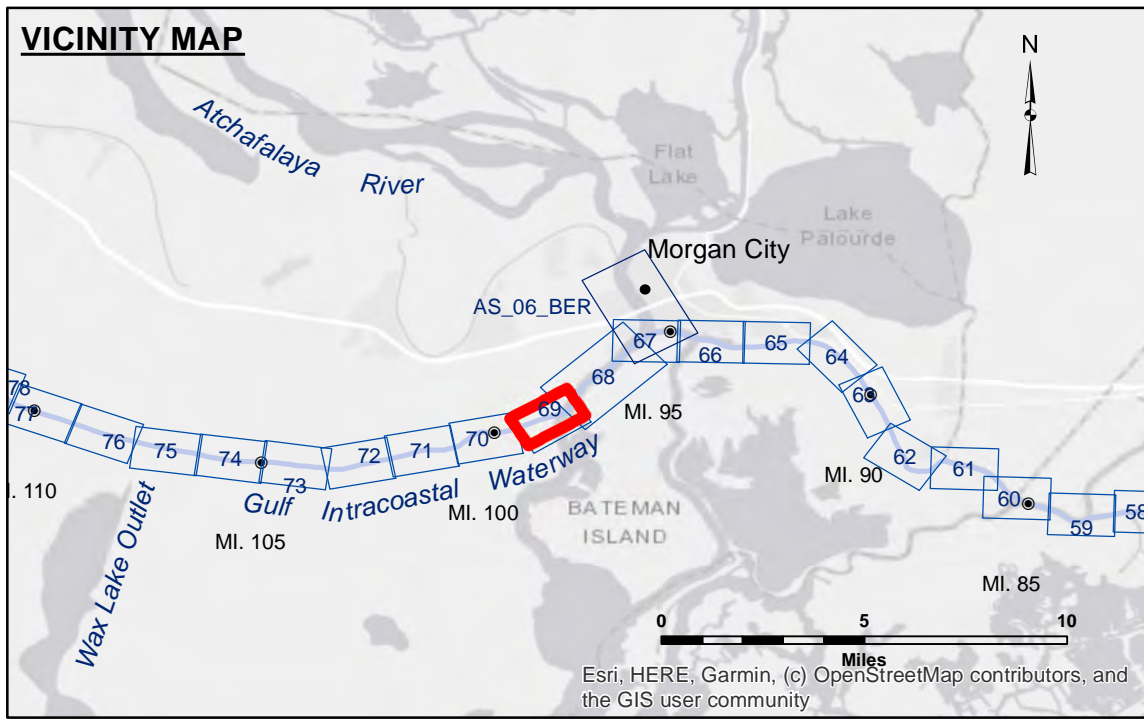 VICINITY MAP
N
Atchafalaya
River
Flat
Lake
Lake
Palourde
Morgan City
AS_06_BER
67
66
65
64
68
63
MI. 95
69
78
77
76
75
74
73
72
71
70
62
61
60
59
58
MI. 90
Gulf Intracoastal Waterway
MI. 100
BATEMAN
ISLAND
MI. 105
Wax Lake Outlet
MI. 85
0 5 10
Miles
Esri, HERE, Garmin, (c) OpenStreetMap contributors, and
the GIS user community